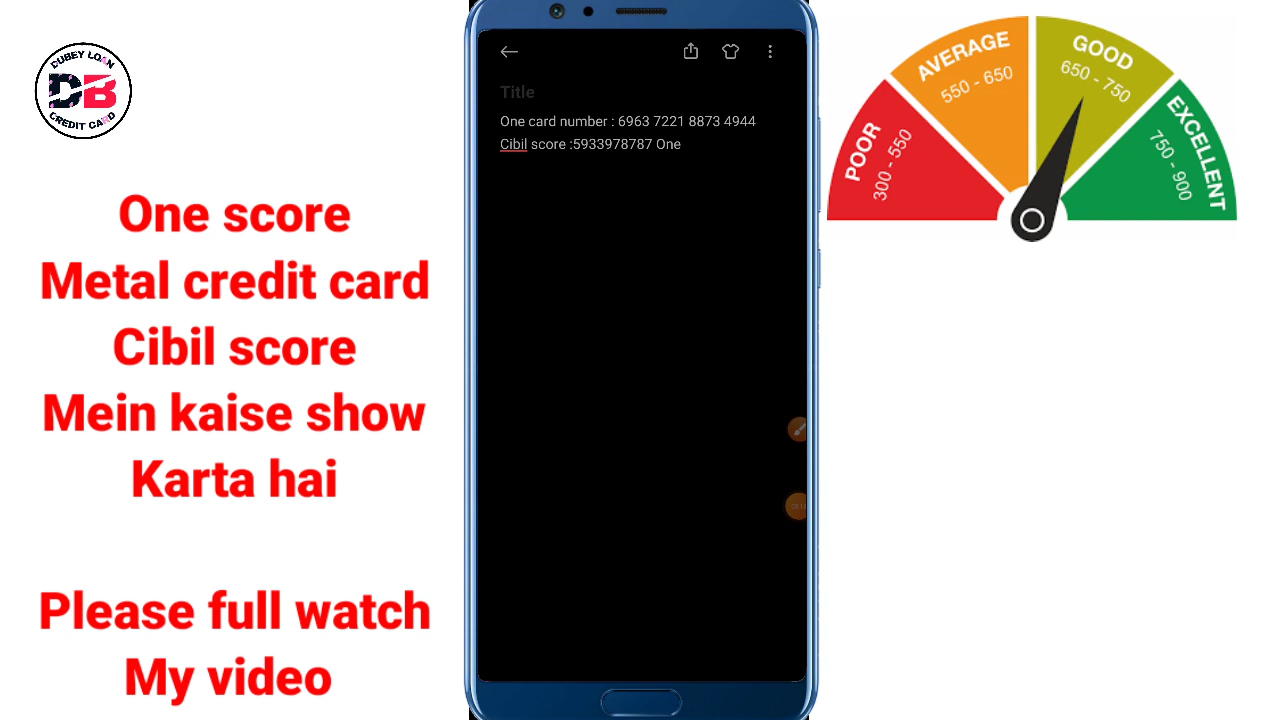 DUBEY LOAN
DB
CREDIT CARD
One score
Metal credit card
Cibil score
Mein kaise show
Karta hai
Please full watch
My video
Title
One card number : 6963 7221 8873 4944
Cibil score :5933978787 One
POOR
300 - 550
AVERAGE
550 - 650
GOOD
650 - 750
EXCELLENT
750 - 900